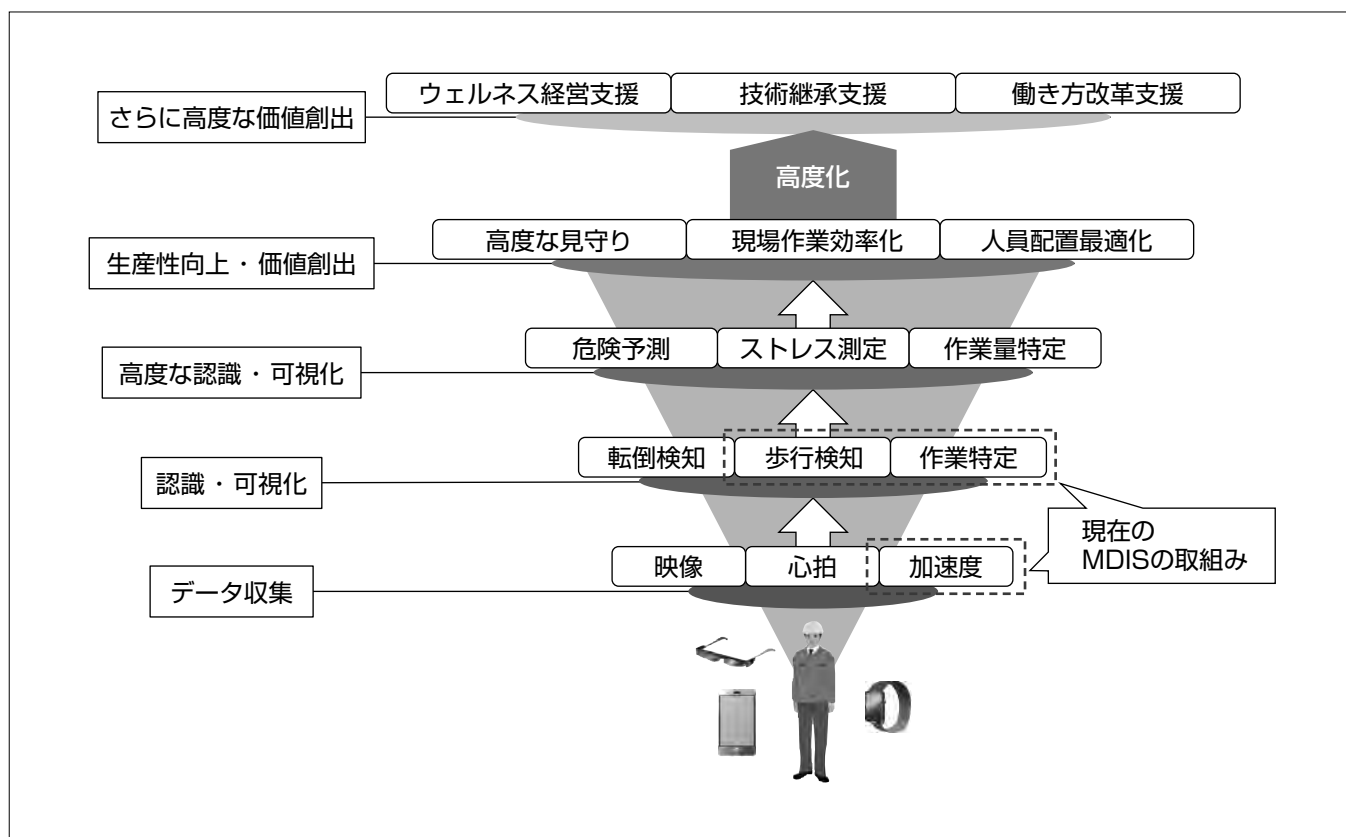 ウェルネス経営支援
技術継承支援
働き方改革支援
さらに高度な価値創出
高度化
高度な見守り
現場作業効率化
人員配置最適化
生産性向上・価値創出
危険予測
ストレス測定
作業量特定
高度な認識・可視化
転倒検知
歩行検知
作業特定
認識・可視化
現在の
MDISの取組み
映像
心拍
加速度
データ収集